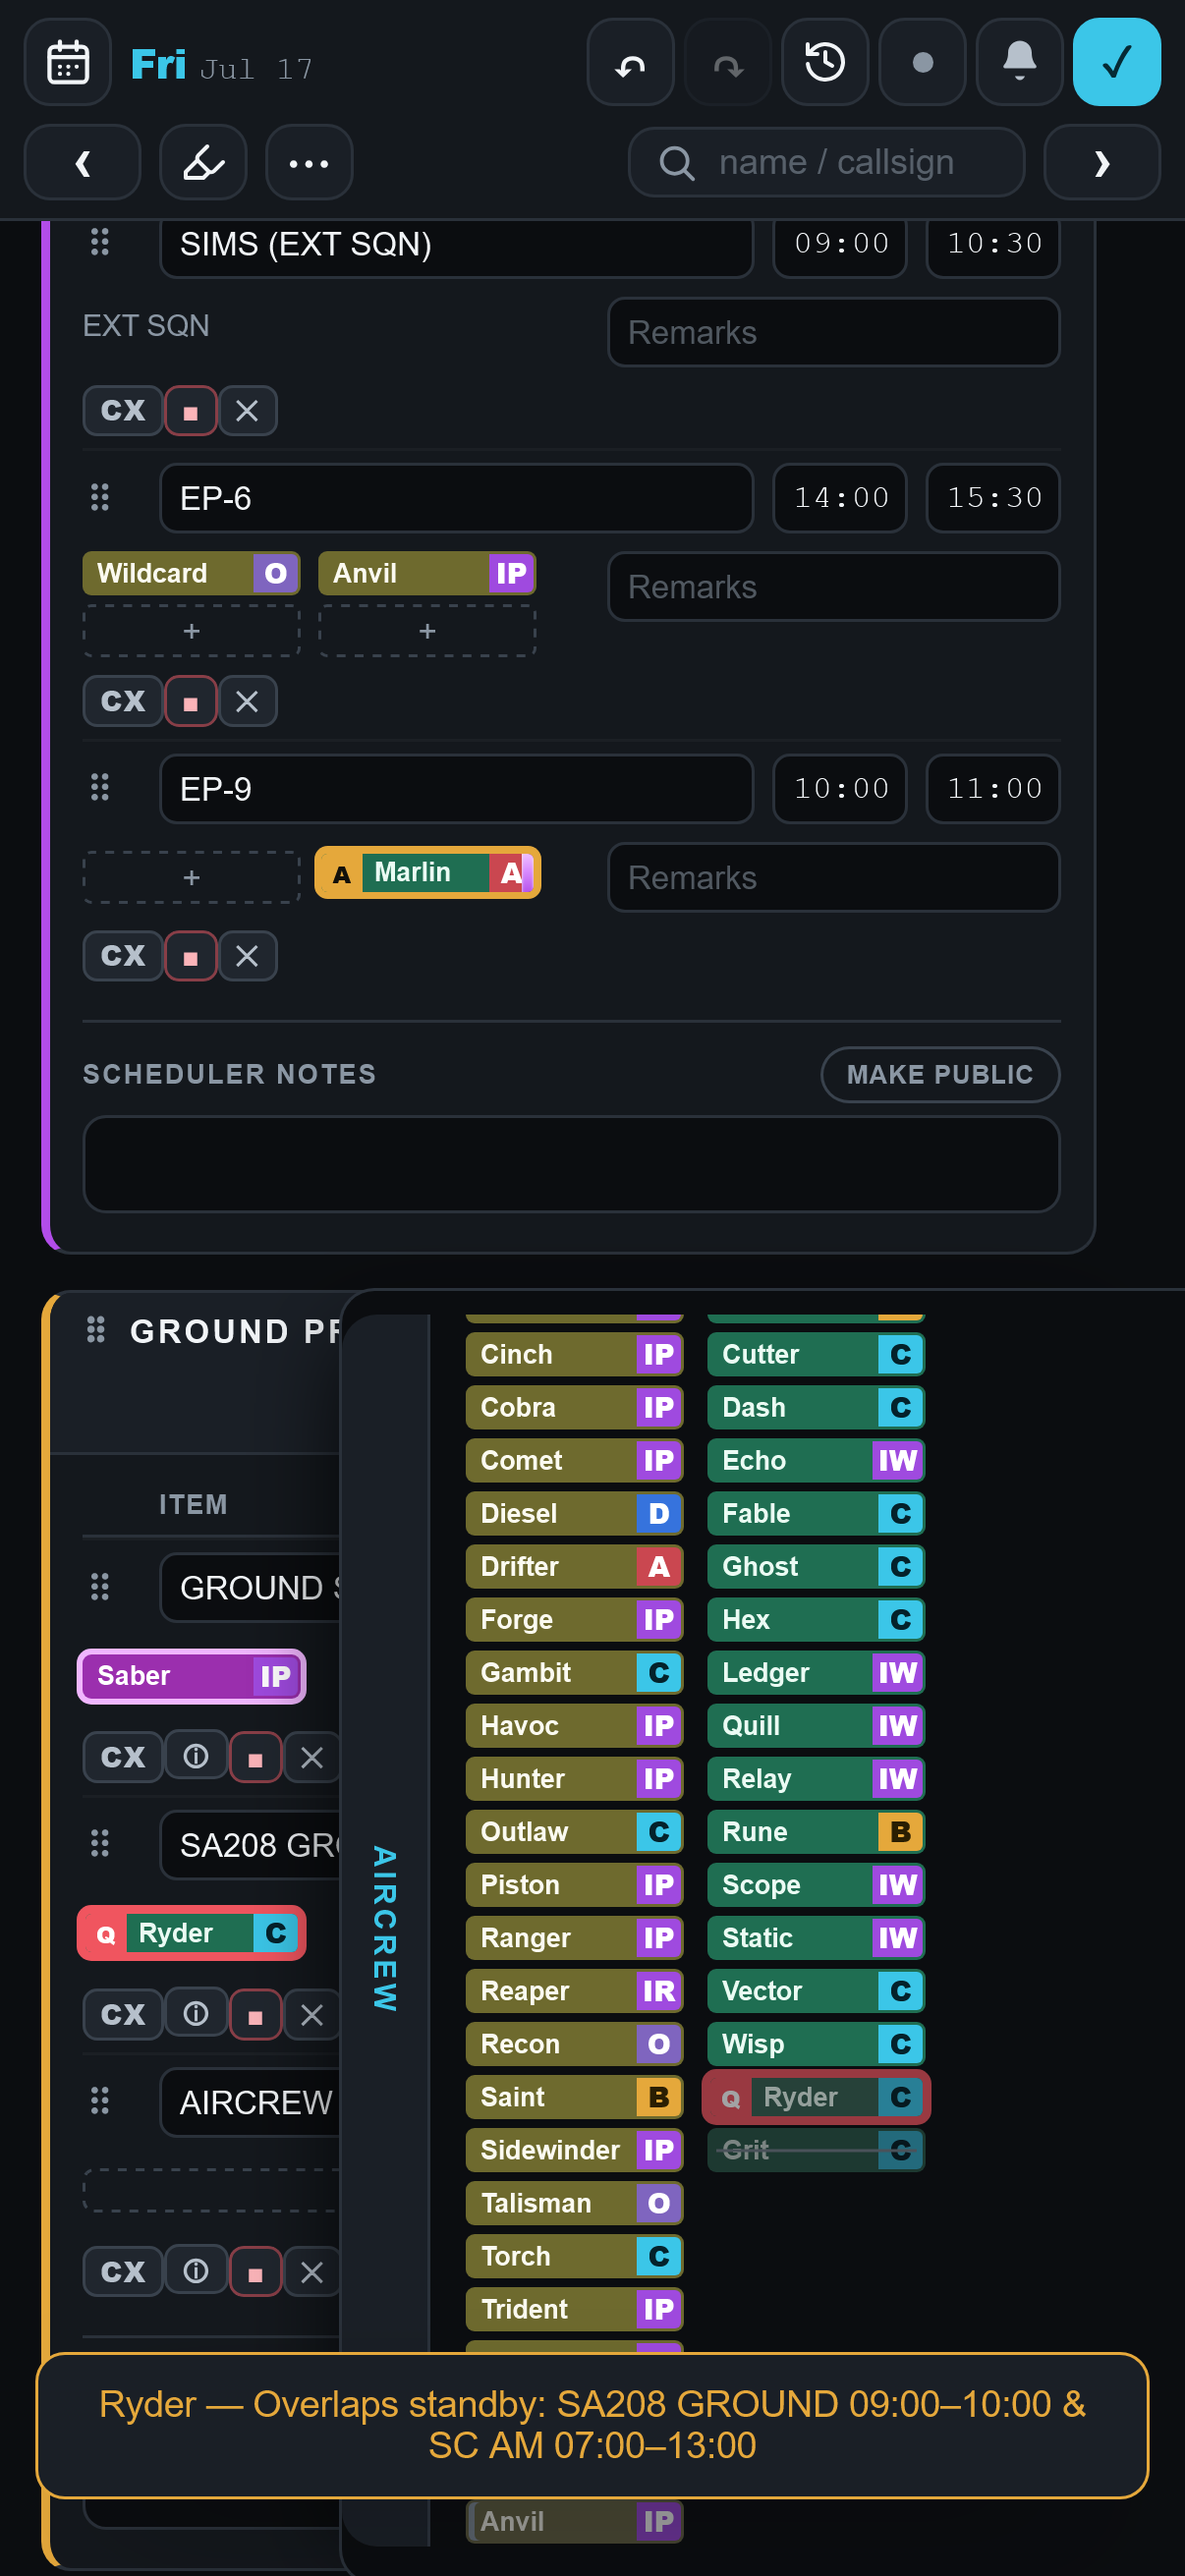 Fri Jul 17
name / callsign
SIMS (EXT SQN) 09:00 10:30
EXT SQN Remarks
CX
EP-6 14:00 15:30
Wildcard O Anvil IP Remarks
+ +
CX
EP-9 10:00 11:00
+ A Marlin A Remarks
CX
SCHEDULER NOTES MAKE PUBLIC
GROUND PR
ITEM
GROUND S
Saber IP
CX
SA208 GRO
Q Ryder C
CX
AIRCREW
CX
AIRCREW
Cinch IP Cutter C
Cobra IP Dash C
Comet IP Echo IW
Diesel D Fable C
Drifter A Ghost C
Forge IP Hex C
Gambit C Ledger IW
Havoc IP Quill IW
Hunter IP Relay IW
Outlaw C Rune B
Piston IP Scope IW
Ranger IP Static IW
Reaper IR Vector C
Recon O Wisp C
Saint B Q Ryder C
Sidewinder IP Grit C
Talisman O
Torch C
Trident IP
Ryder — Overlaps standby: SA208 GROUND 09:00–10:00 &
SC AM 07:00–13:00
Anvil IP